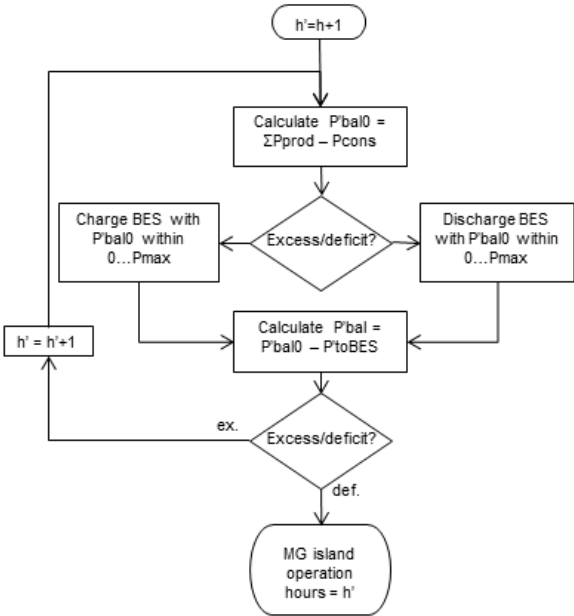 h'=h+1
Calculate P'bal0 =
ΣPprod – Pcons
Charge BES with
P'bal0 within
0...Pmax
Excess/deficit?
Discharge BES
with P'bal0 within
0...Pmax
h' = h'+1
Calculate P'bal =
P'bal0 – P'toBES
ex.
Excess/deficit?
def.
MG island
operation
hours = h'